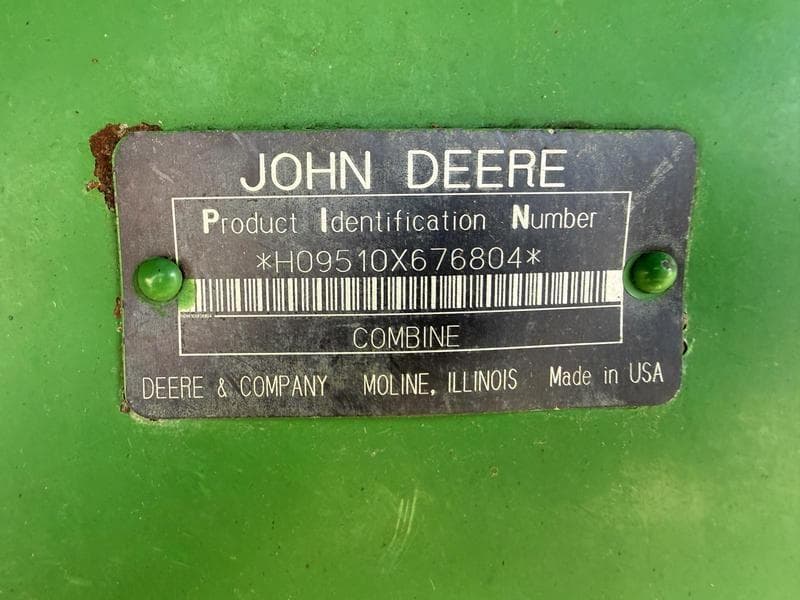 JOHN DEERE
Product Identification Number
*H09510X676804*
COMBINE
DEERE & COMPANY MOLINE, ILLINOIS Made in USA